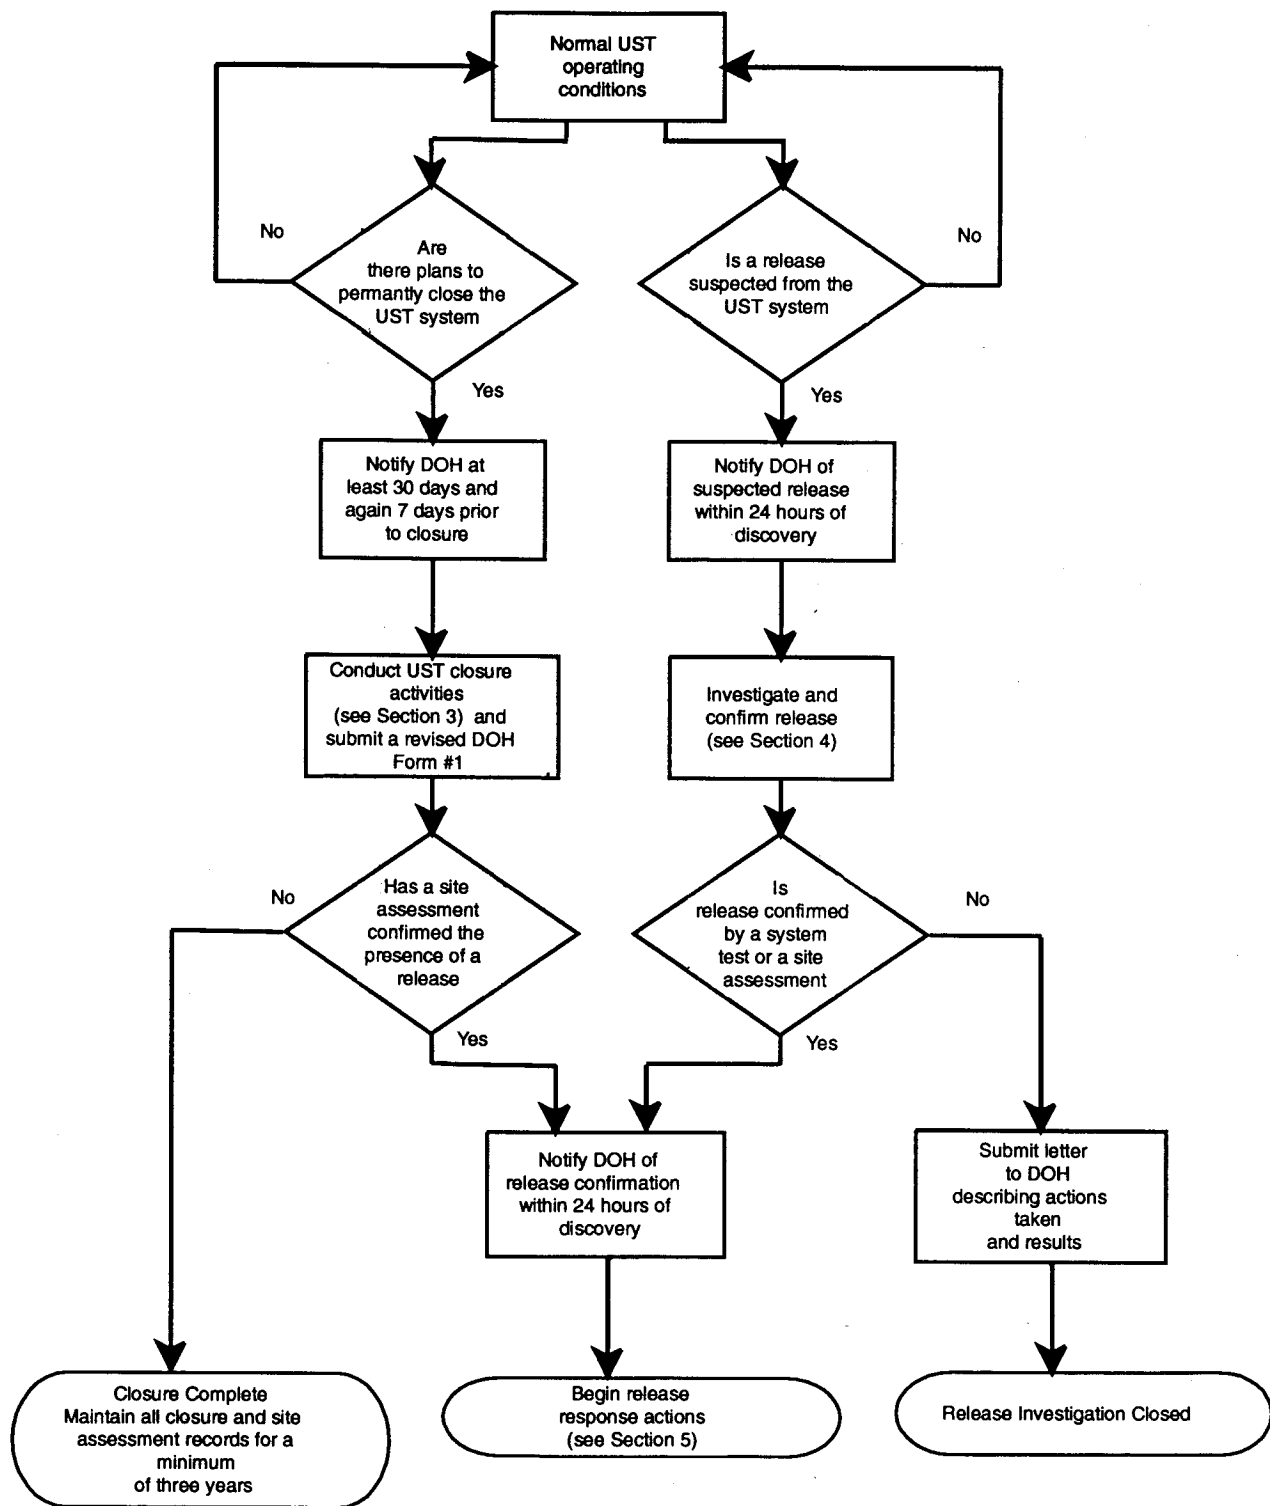 Normal UST
operating
conditions
No
Are
there plans to
permantly close the
UST system
Yes
No
Is a release
suspected from the
UST system
Yes
Notify DOH at
least 30 days and
again 7 days prior
to closure
Notify DOH of
suspected release
within 24 hours of
discovery
Conduct UST closure
activities
(see Section 3) and
submit a revised DOH
Form #1
Investigate and
confirm release
(see Section 4)
No
Has a site
assessment
confirmed the
presence of a
release
Yes
Is
release confirmed
by a system
test or a site
assessment
No
Yes
Notify DOH of
release confirmation
within 24 hours of
discovery
Submit letter
to DOH
describing actions
taken
and results
Closure Complete
Maintain all closure and site
assessment records for a
minimum
of three years
Begin release
response actions
(see Section 5)
Release Investigation Closed